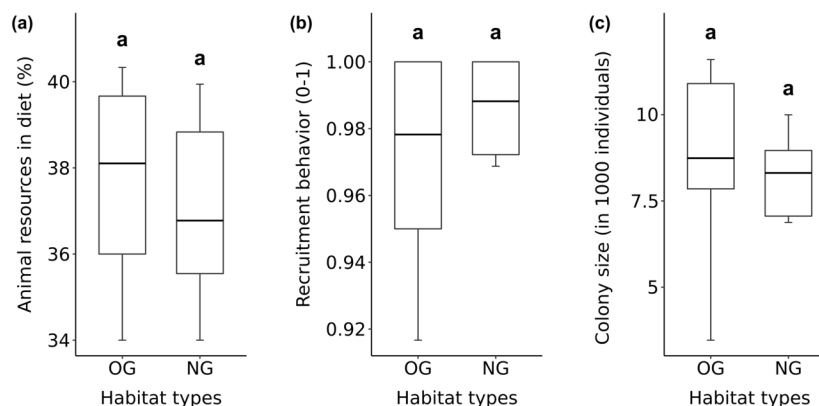 (a)
a
a
Animal resources in diet (%)
40
38
36
34
OG
NG
Habitat types
(b)
a
a
Recruitment behavior (0-1)
1.00
0.98
0.96
0.94
0.92
OG
NG
Habitat types
(c)
a
a
Colony size (in 1000 individuals)
10
7.5
5
OG
NG
Habitat types